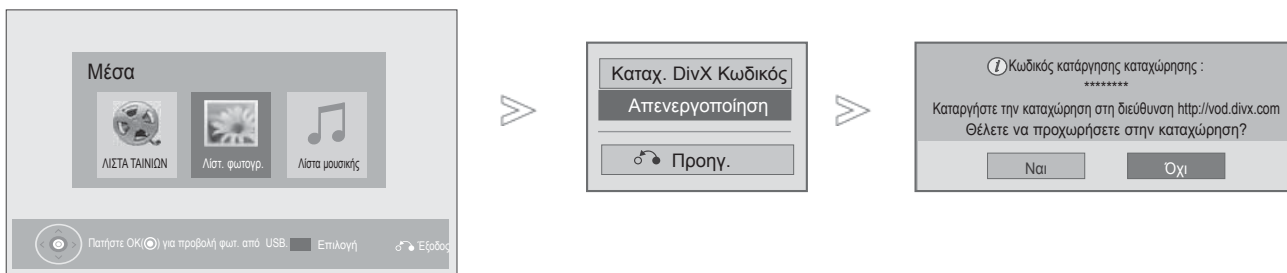 Μέσα
ΛΙΣΤΑ ΤΑΙΝΙΩΝ
Λίστ. φωτογρ.
Λίστα μουσικής
Πατήστε OK(◉) για προβολή φωτ. από USB.
Επιλογή
Έξοδος
Καταχ. DivX Κωδικός
Απενεργοποίηση
Προηγ.
i Κωδικός κατάργησης καταχώρησης :
********
Καταργήστε την καταχώρηση στη διεύθυνση http://vod.divx.com
Θέλετε να προχωρήσετε στην καταχώρηση?
Ναι
Όχι